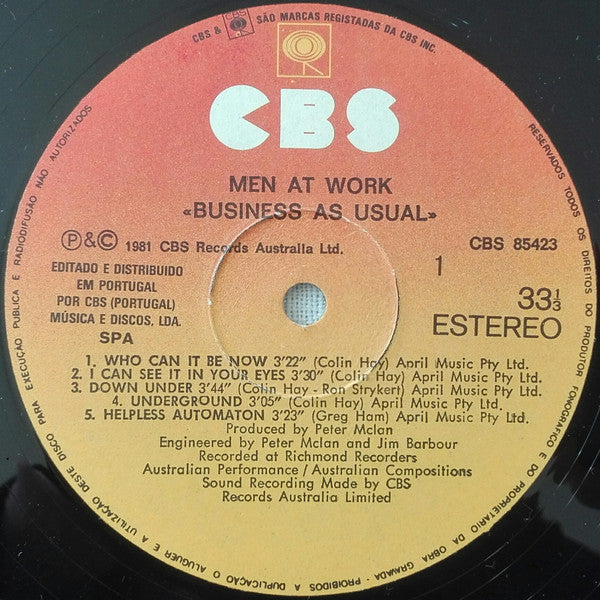 CBS & CBS SÃO MARCAS REGISTADAS DA CBS INC.
CBS
MEN AT WORK
«BUSINESS AS USUAL»
Ⓟ&© 1981 CBS Records Australia Ltd.
CBS 85423
EDITADO E DISTRIBUIDO
EM PORTUGAL
POR CBS (PORTUGAL)
MÚSICA E DISCOS, LDA.
SPA
1
33⅓
ESTEREO
1. WHO CAN IT BE NOW 3'22" (Colin Hay) April Music Pty Ltd.
2. I CAN SEE IT IN YOUR EYES 3'30" (Colin Hay) April Music Pty Ltd.
3. DOWN UNDER 3'44" (Colin Hay - Ron Strykert) April Music Pty Ltd.
4. UNDERGROUND 3'05" (Colin Hay) April Music Pty Ltd.
5. HELPLESS AUTOMATON 3'23" (Greg Ham) April Music Pty Ltd.
Produced by Peter Mclan
Engineered by Peter Mclan and Jim Barbour
Recorded at Richmond Recorders
Australian Performance/Australian Compositions
Sound Recording Made by CBS
Records Australia Limited
RESERVADOS TODOS OS DIREITOS DO PRODUTOR FONOGRÁFICO E DO PROPRIETÁRIO DA OBRA GRAVADA - PROIBIDOS A DUPLICAÇÃO O ALUGUER E A UTILIZAÇÃO DESTE DISCO PARA EXECUÇÃO PUBLICA E RADIODIFUSÃO NÃO AUTORIZADOS